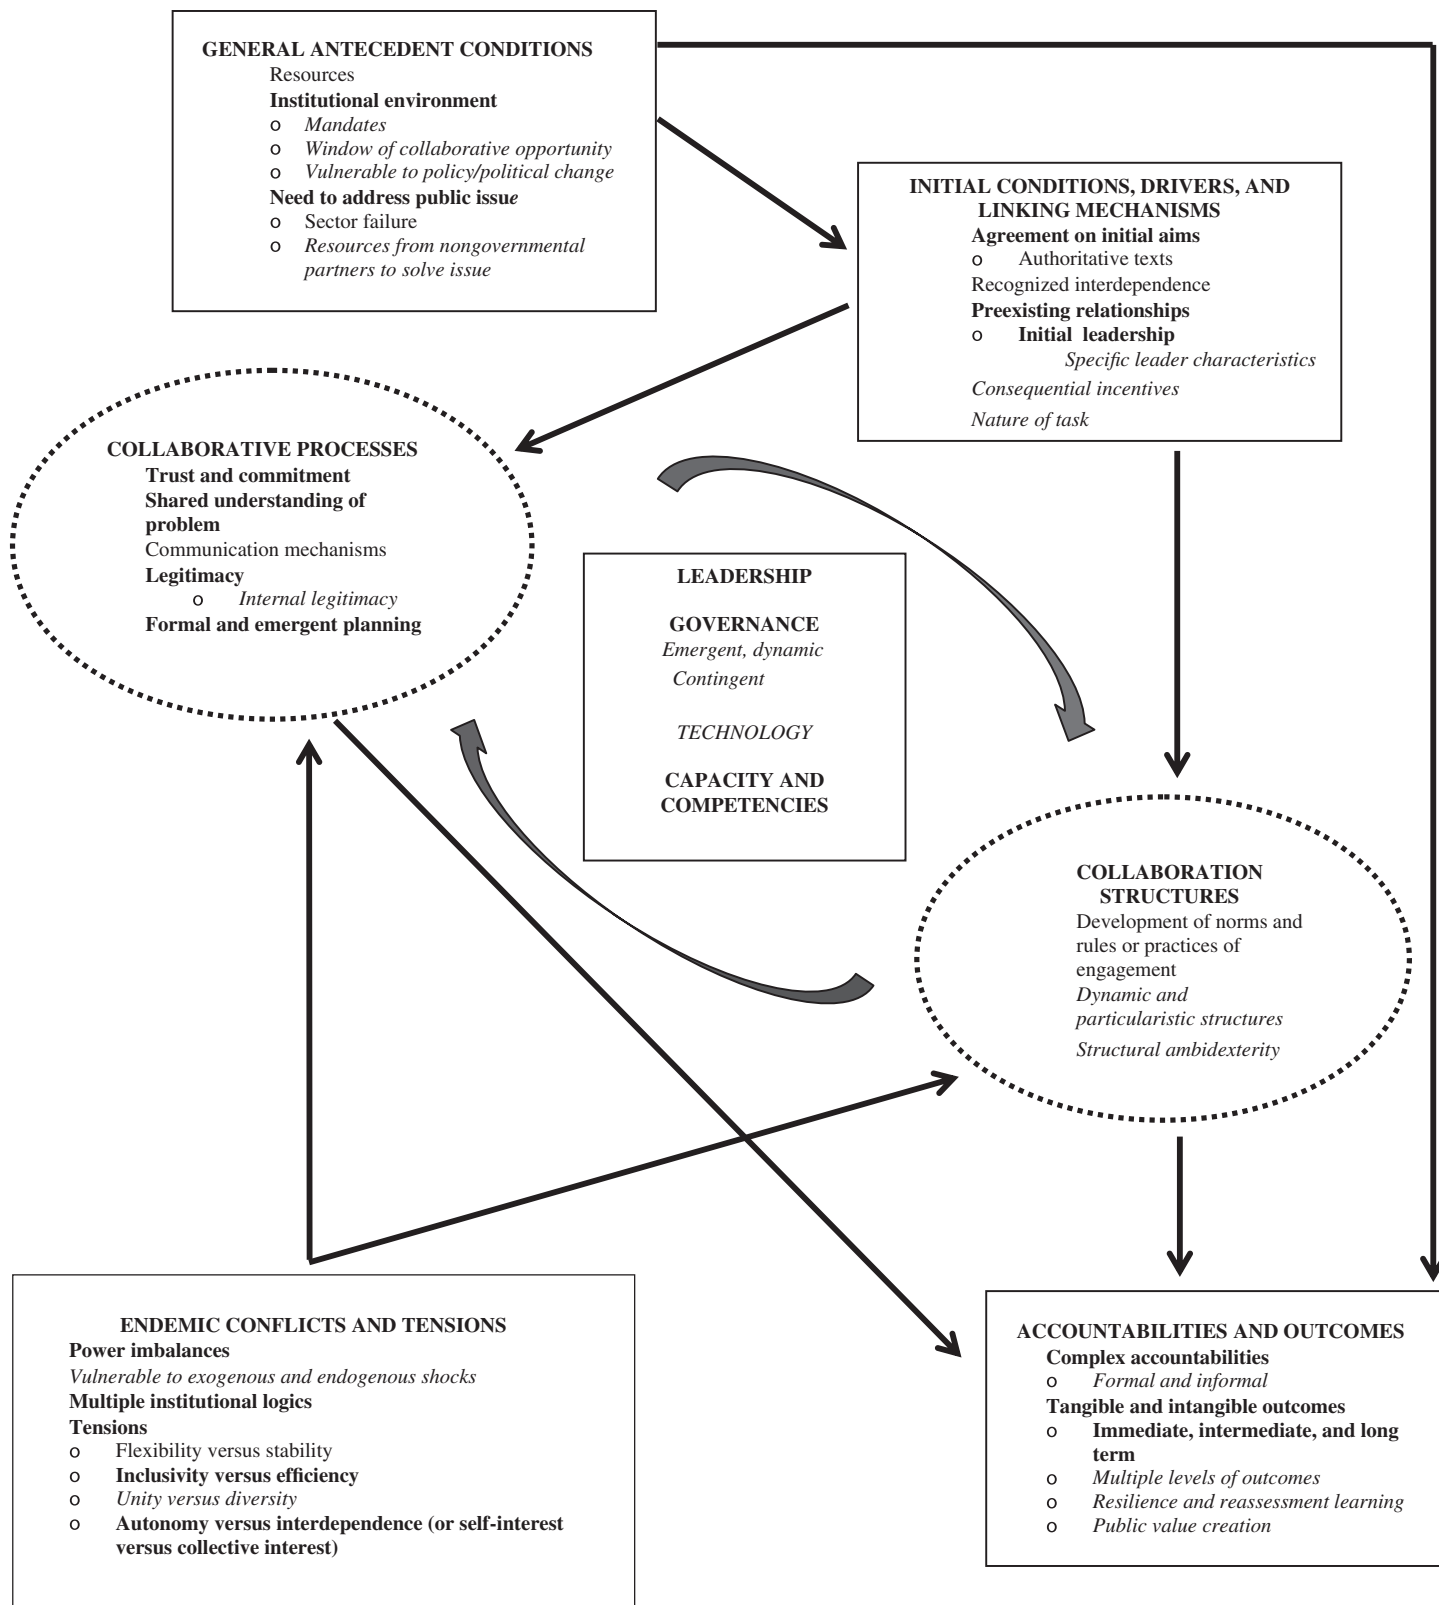 GENERAL ANTECEDENT CONDITIONS
Resources
Institutional environment
o Mandates
o Window of collaborative opportunity
o Vulnerable to policy/political change
Need to address public issue
o Sector failure
o Resources from nongovernmental
partners to solve issue
INITIAL CONDITIONS, DRIVERS, AND
LINKING MECHANISMS
Agreement on initial aims
o Authoritative texts
Recognized interdependence
Preexisting relationships
o Initial leadership
Specific leader characteristics
Consequential incentives
Nature of task
COLLABORATIVE PROCESSES
Trust and commitment
Shared understanding of
problem
Communication mechanisms
Legitimacy
o Internal legitimacy
Formal and emergent planning
LEADERSHIP
GOVERNANCE
Emergent, dynamic
Contingent
TECHNOLOGY
CAPACITY AND
COMPETENCIES
COLLABORATION
STRUCTURES
Development of norms and
rules or practices of
engagement
Dynamic and
particularistic structures
Structural ambidexterity
ENDEMIC CONFLICTS AND TENSIONS
Power imbalances
Vulnerable to exogenous and endogenous shocks
Multiple institutional logics
Tensions
o Flexibility versus stability
o Inclusivity versus efficiency
o Unity versus diversity
o Autonomy versus interdependence (or self-interest
versus collective interest)
ACCOUNTABILITIES AND OUTCOMES
Complex accountabilities
o Formal and informal
Tangible and intangible outcomes
o Immediate, intermediate, and long
term
o Multiple levels of outcomes
o Resilience and reassessment learning
o Public value creation